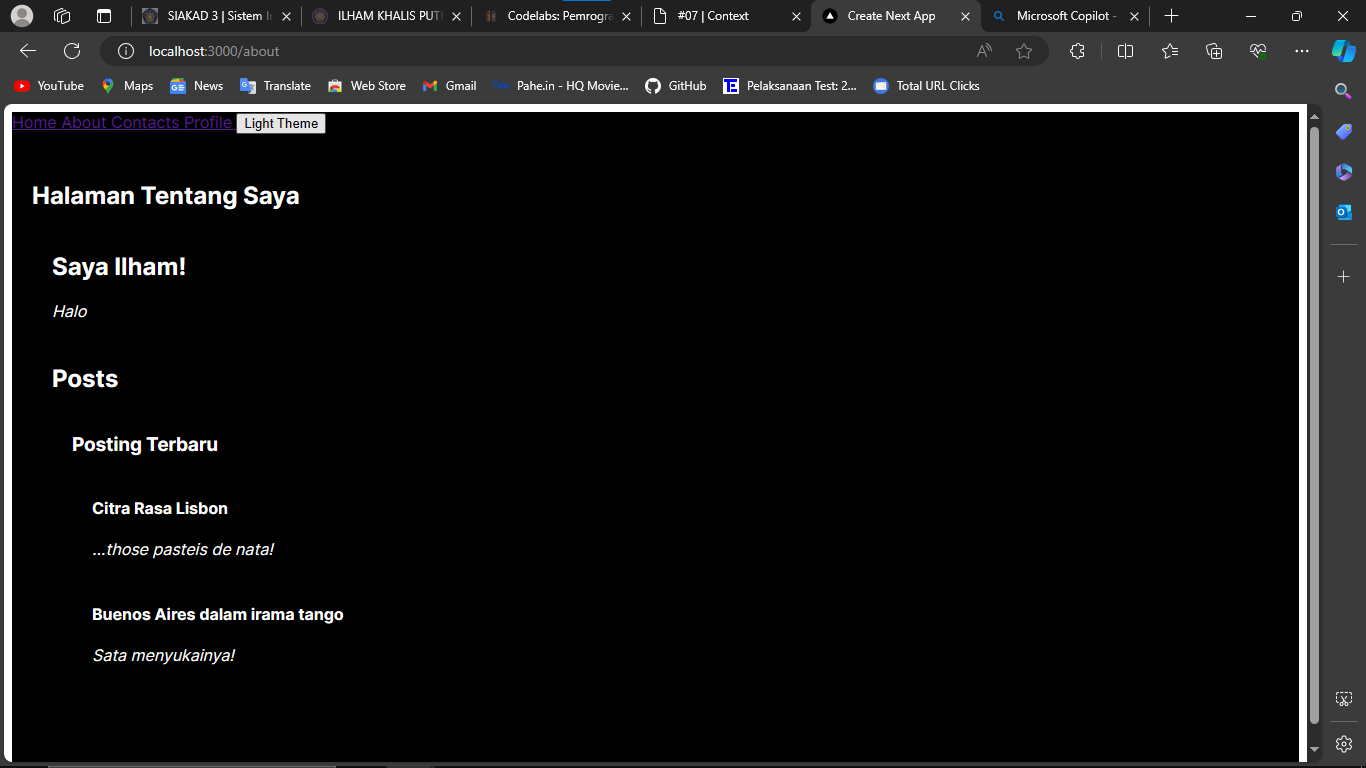 SIAKAD 3 | Sistem I
ILHAM KHALIS PUT
Codelabs: Pemrogra
#07 | Context
Create Next App
Microsoft Copilot -
localhost:3000/about
YouTube
Maps
News
Translate
Web Store
Gmail
Pahe.in - HQ Movie...
GitHub
Pelaksanaan Test: 2...
Total URL Clicks
Home About Contacts Profile Light Theme
Halaman Tentang Saya
Saya Ilham!
Halo
Posts
Posting Terbaru
Citra Rasa Lisbon
...those pasteis de nata!
Buenos Aires dalam irama tango
Sata menyukainya!